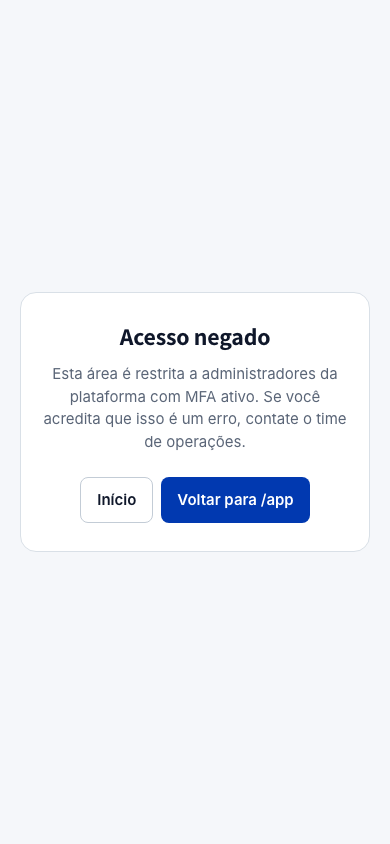 Acesso negado
Esta área é restrita a administradores da
plataforma com MFA ativo. Se você
acredita que isso é um erro, contate o time
de operações.
Início
Voltar para /app